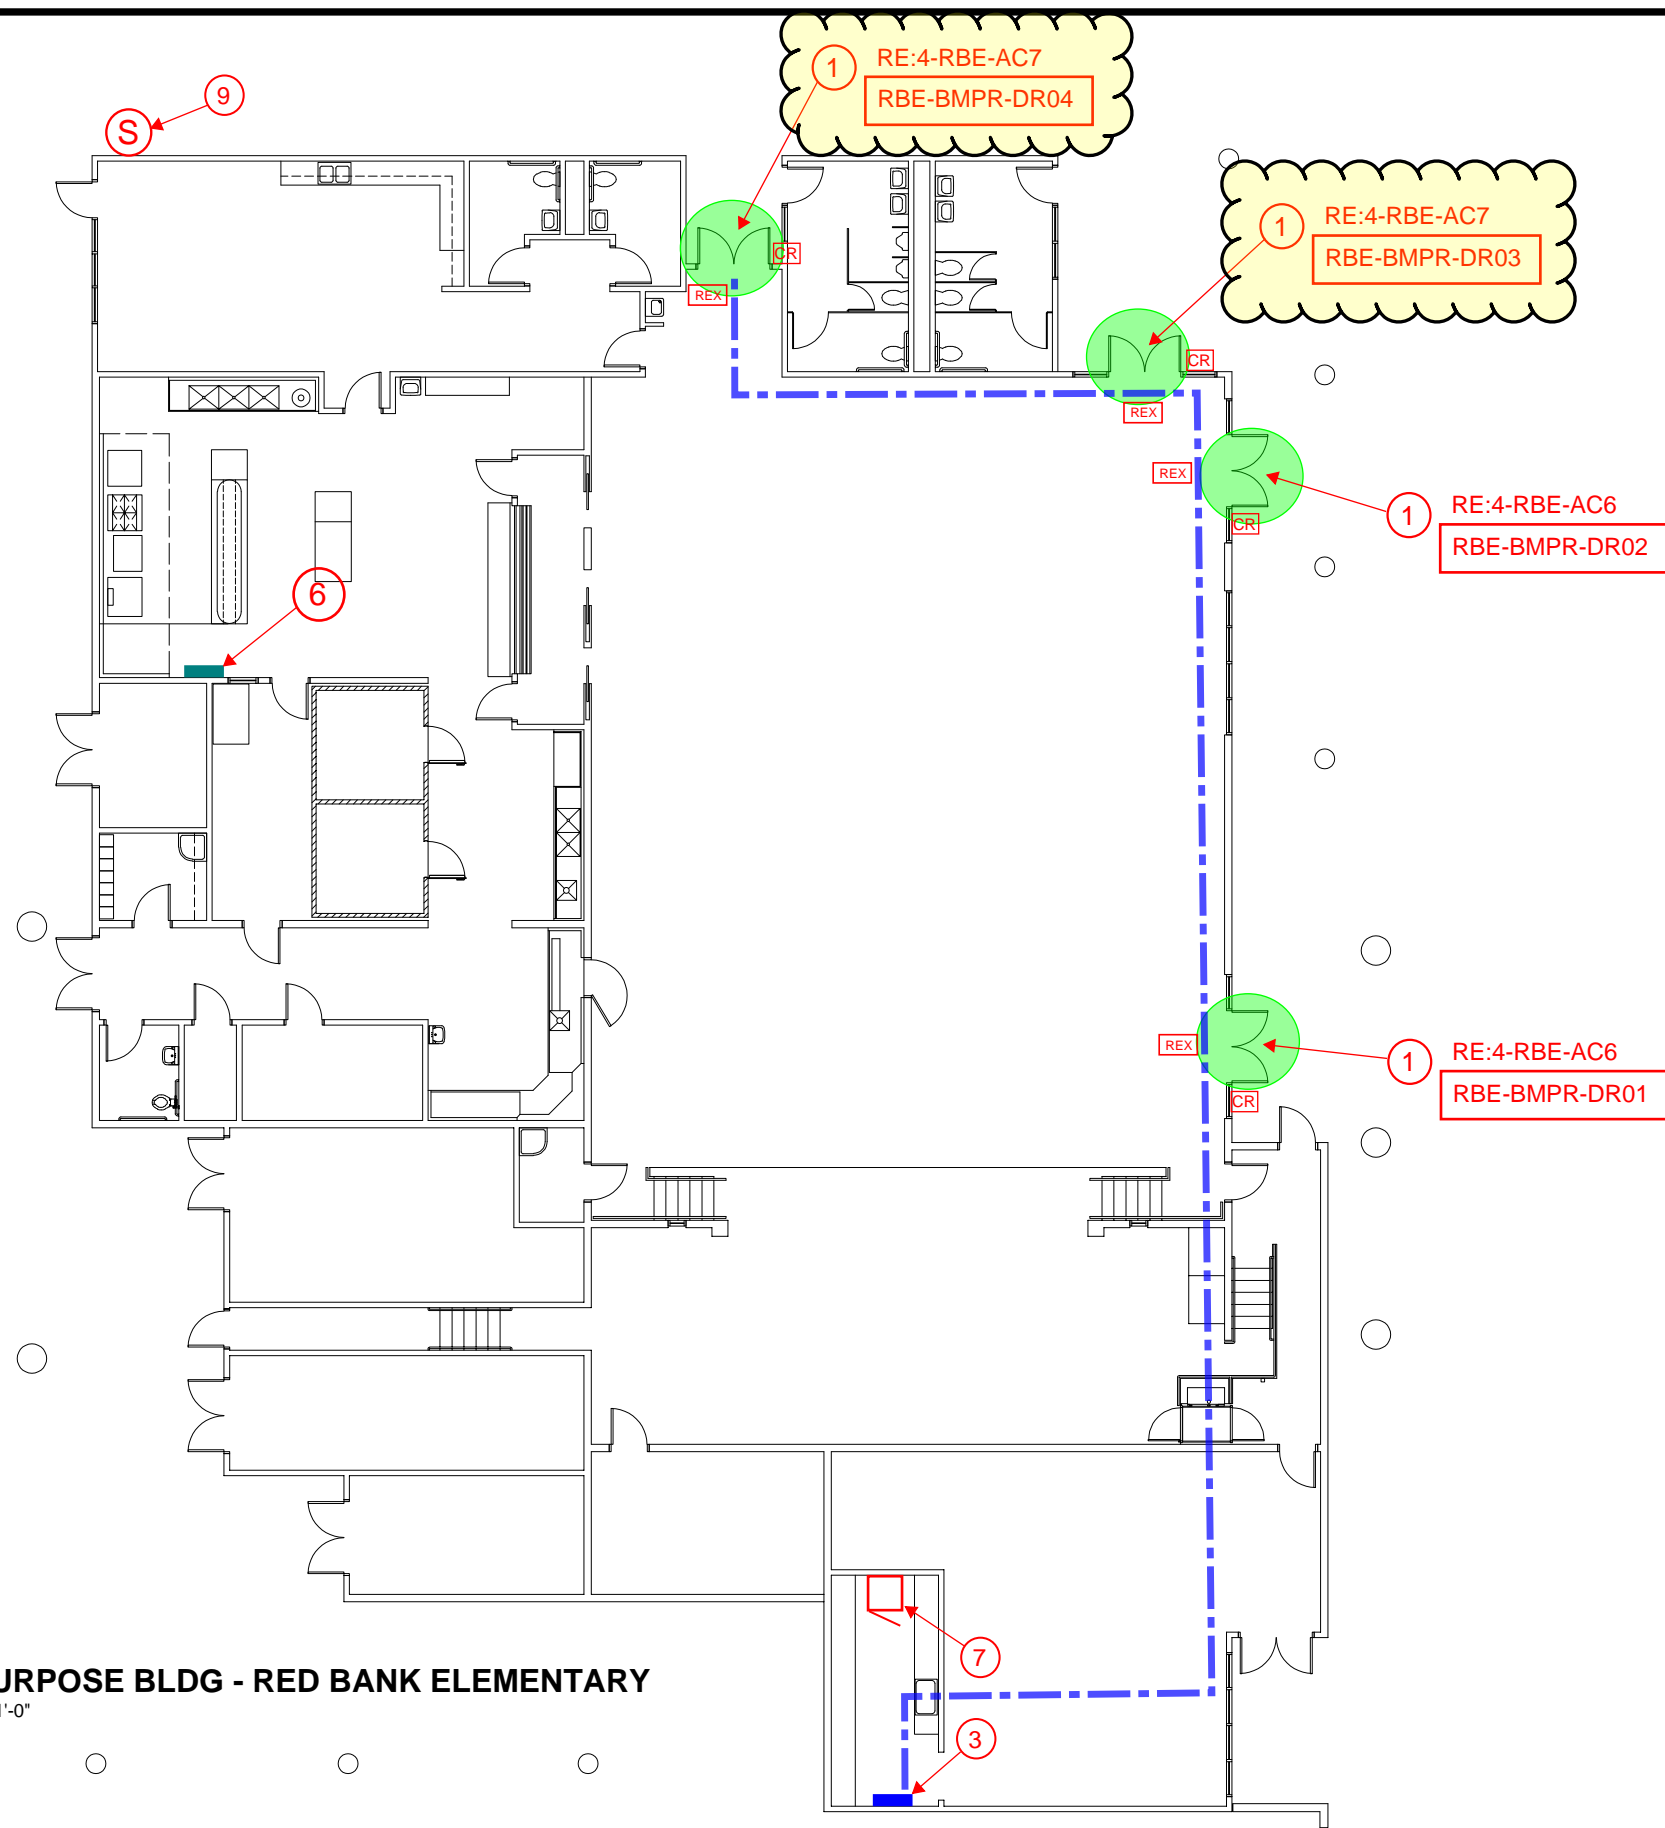 1 RE:4-RBE-AC7
RBE-BMPR-DR04
9
S
1 RE:4-RBE-AC7
RBE-BMPR-DR03
CR
REX
CR
REX
REX
1 RE:4-RBE-AC6
RBE-BMPR-DR02
CR
6
REX
1 RE:4-RBE-AC6
RBE-BMPR-DR01
CR
7
URPOSE BLDG - RED BANK ELEMENTARY
'-0"
3